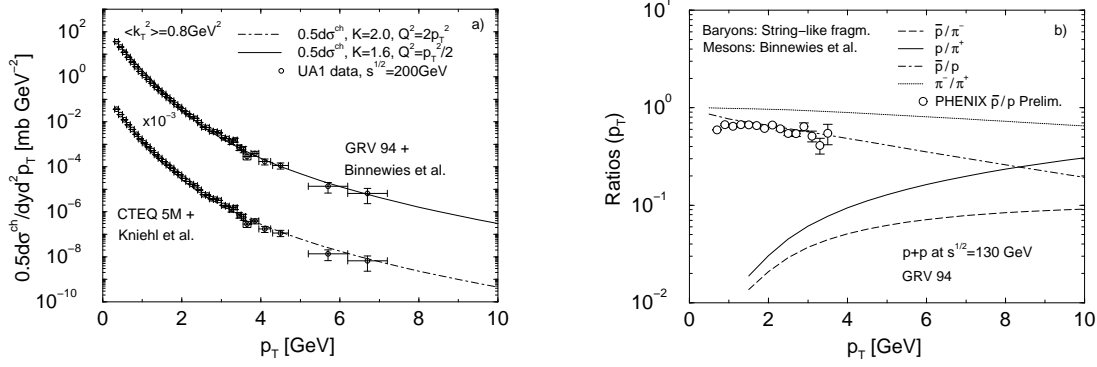 <k_T^2>=0.8GeV^2
a)
0.5dσ^ch, K=2.0, Q^2=2p_T^2
0.5dσ^ch, K=1.6, Q^2=p_T^2/2
UA1 data, s^1/2=200GeV
x10^−3
GRV 94 +
Binnewies et al.
CTEQ 5M +
Kniehl et al.
10^2
10^0
10^−2
10^−4
10^−6
10^−8
10^−10
0.5dσ^ch/dyd^2p_T [mb GeV^−2]
0 2 4 6 8 10
p_T [GeV]
Baryons: String−like fragm.
Mesons: Binnewies et al.
b)
p̅/π^−
p/π^+
p̅/p
π^−/π^+
PHENIX p̅/p Prelim.
p+p at s^1/2=130 GeV
GRV 94
10^1
10^0
10^−1
10^−2
Ratios (p_T)
0 2 4 6 8 10
p_T [GeV]